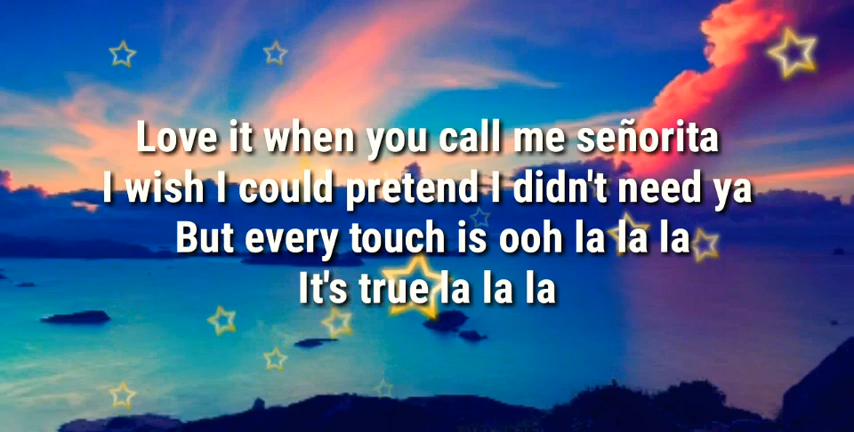 Love it when you call me señorita
I wish I could pretend I didn't need ya
But every touch is ooh la la la
It's true la la la